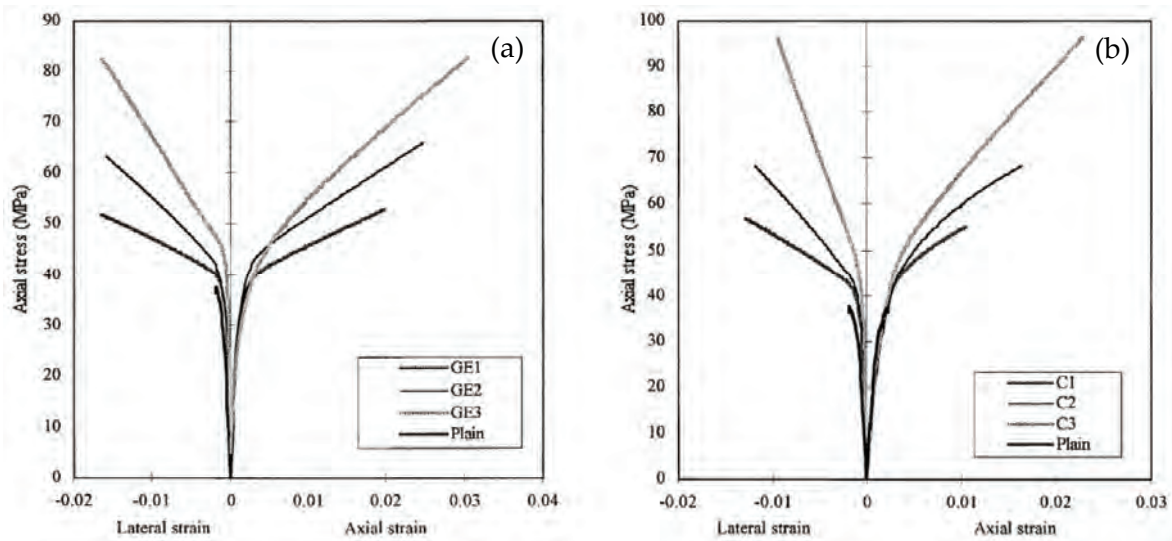 (a)
90
80
70
60
50
40
30
20
10
0
Axial stress (MPa)
GE1
GE2
GE3
Plain
-0.02 -0.01 0 0.01 0.02 0.03 0.04
Lateral strain Axial strain
(b)
100
90
80
70
60
50
40
30
20
10
0
Axial stress (MPa)
C1
C2
C3
Plain
-0.02 -0.01 0 0.01 0.02 0.03
Lateral strain Axial strain